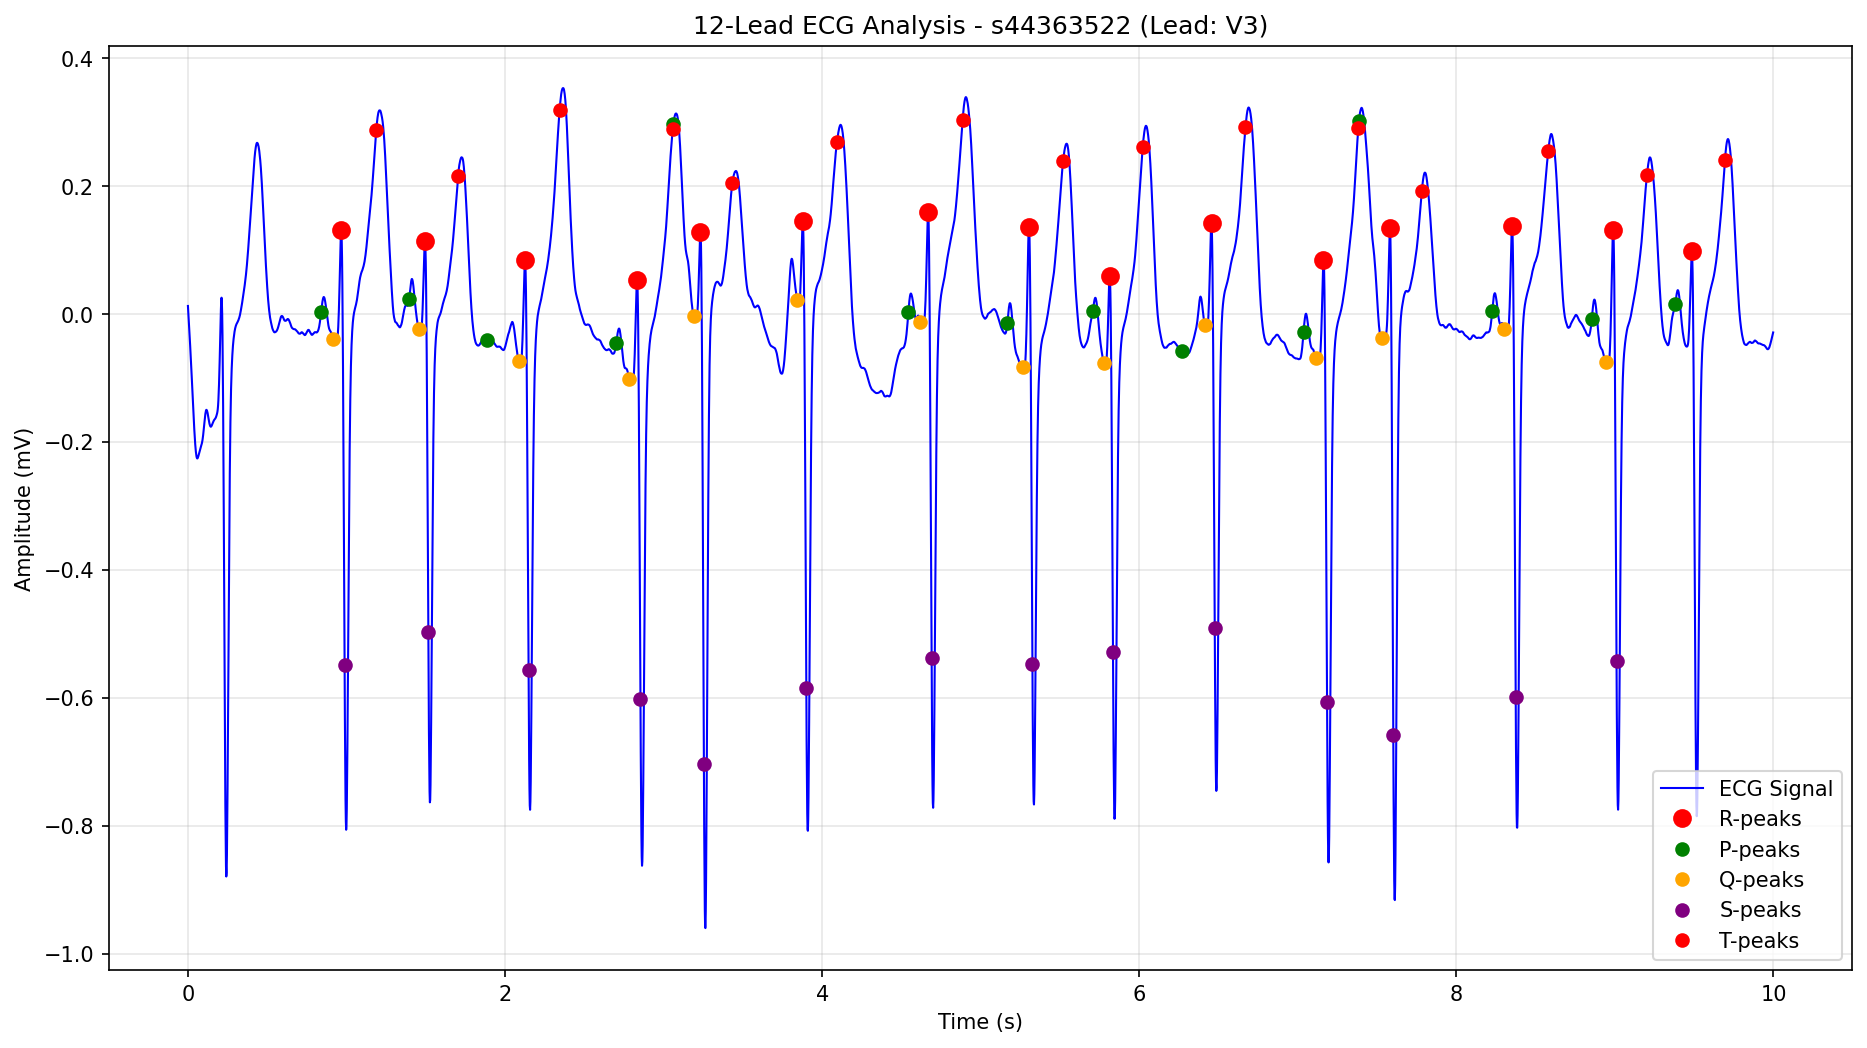 12-Lead ECG Analysis - s44363522 (Lead: V3)
Amplitude (mV)
0.4
0.2
0.0
−0.2
−0.4
−0.6
−0.8
−1.0
ECG Signal
R-peaks
P-peaks
Q-peaks
S-peaks
T-peaks
0 2 4 6 8 10
Time (s)